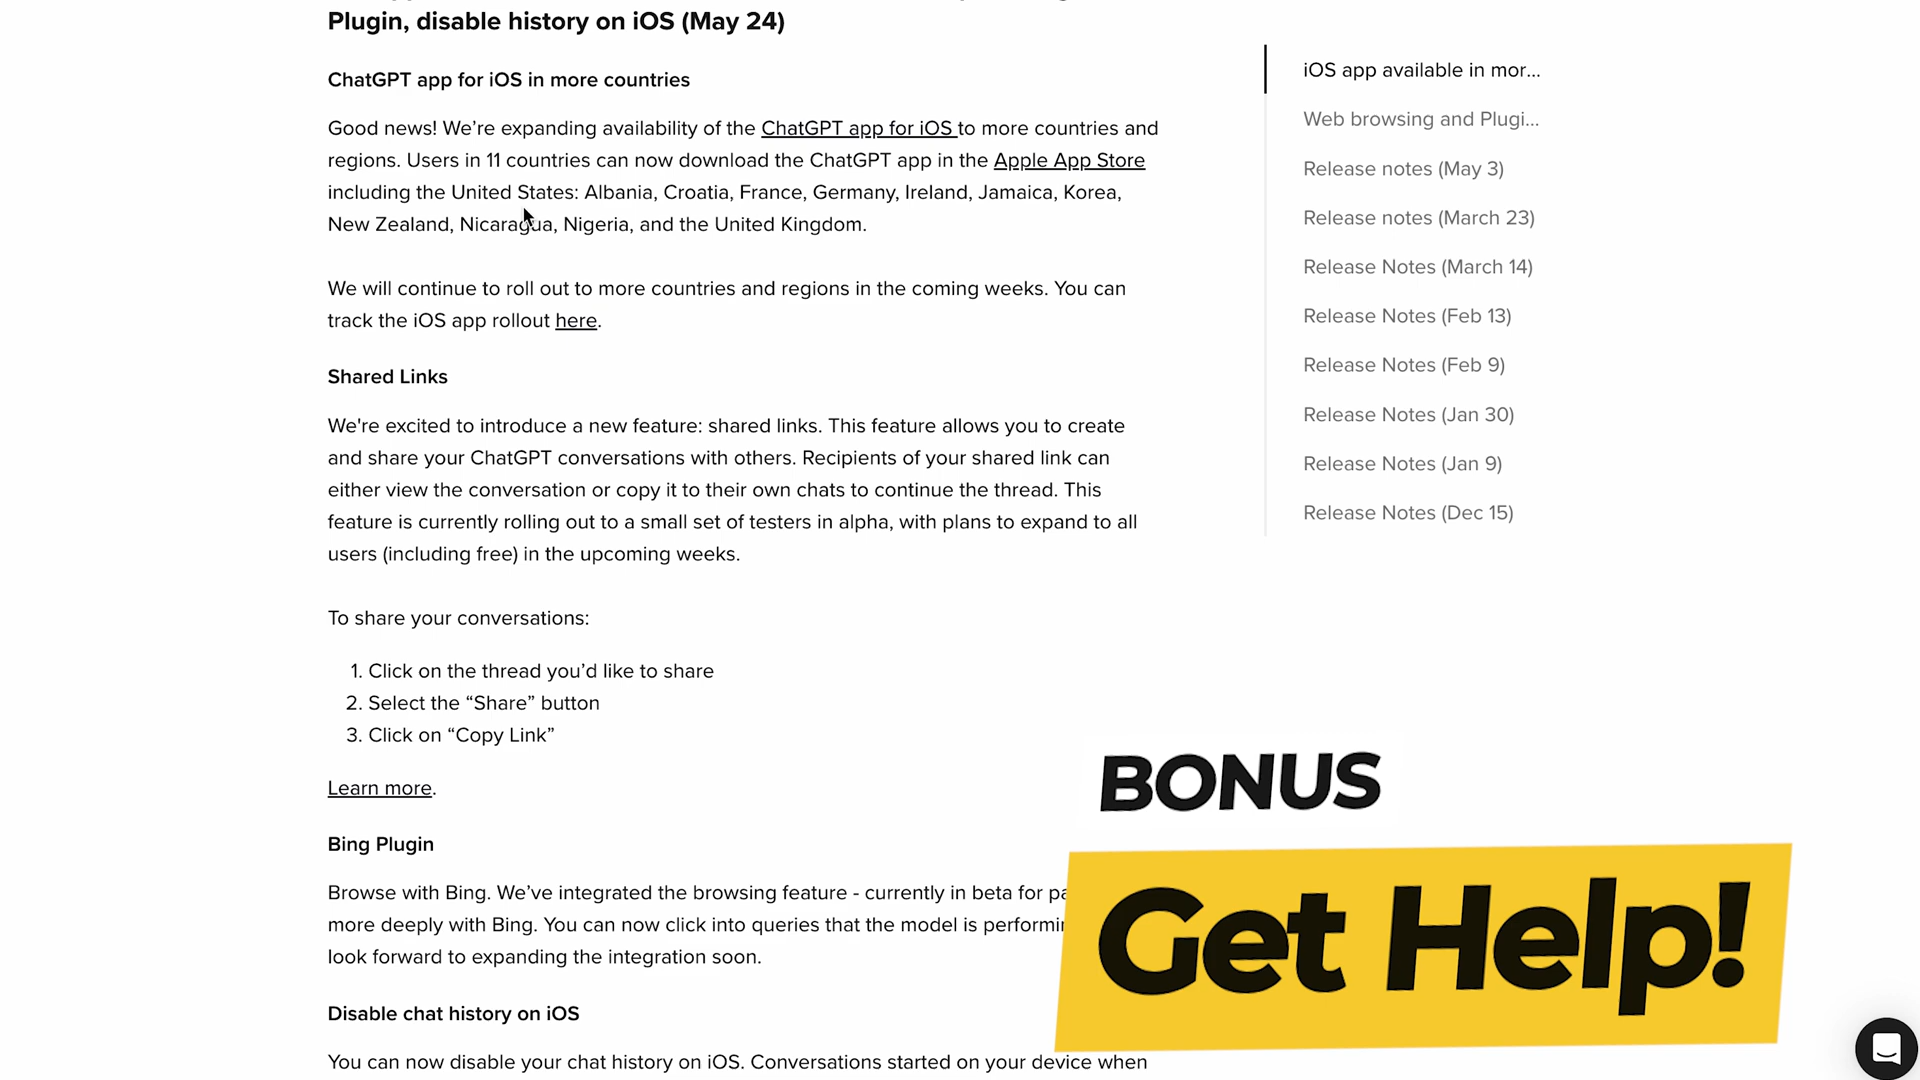 Plugin, disable history on iOS (May 24)
ChatGPT app for iOS in more countries
Good news! We’re expanding availability of the ChatGPT app for iOS to more countries and
regions. Users in 11 countries can now download the ChatGPT app in the Apple App Store
including the United States: Albania, Croatia, France, Germany, Ireland, Jamaica, Korea,
New Zealand, Nicaragua, Nigeria, and the United Kingdom.
We will continue to roll out to more countries and regions in the coming weeks. You can
track the iOS app rollout here.
Shared Links
We're excited to introduce a new feature: shared links. This feature allows you to create
and share your ChatGPT conversations with others. Recipients of your shared link can
either view the conversation or copy it to their own chats to continue the thread. This
feature is currently rolling out to a small set of testers in alpha, with plans to expand to all
users (including free) in the upcoming weeks.
To share your conversations:
1. Click on the thread you’d like to share
2. Select the “Share” button
3. Click on “Copy Link”
Learn more.
Bing Plugin
Browse with Bing. We’ve integrated the browsing feature - currently in beta for
more deeply with Bing. You can now click into queries that the model is
look forward to expanding the integration soon.
Disable chat history on iOS
You can now disable your chat history on iOS. Conversations started on your device when
iOS app available in mor...
Web browsing and Plugi...
Release notes (May 3)
Release notes (March 23)
Release Notes (March 14)
Release Notes (Feb 13)
Release Notes (Feb 9)
Release Notes (Jan 30)
Release Notes (Jan 9)
Release Notes (Dec 15)
BONUS
Get Help!